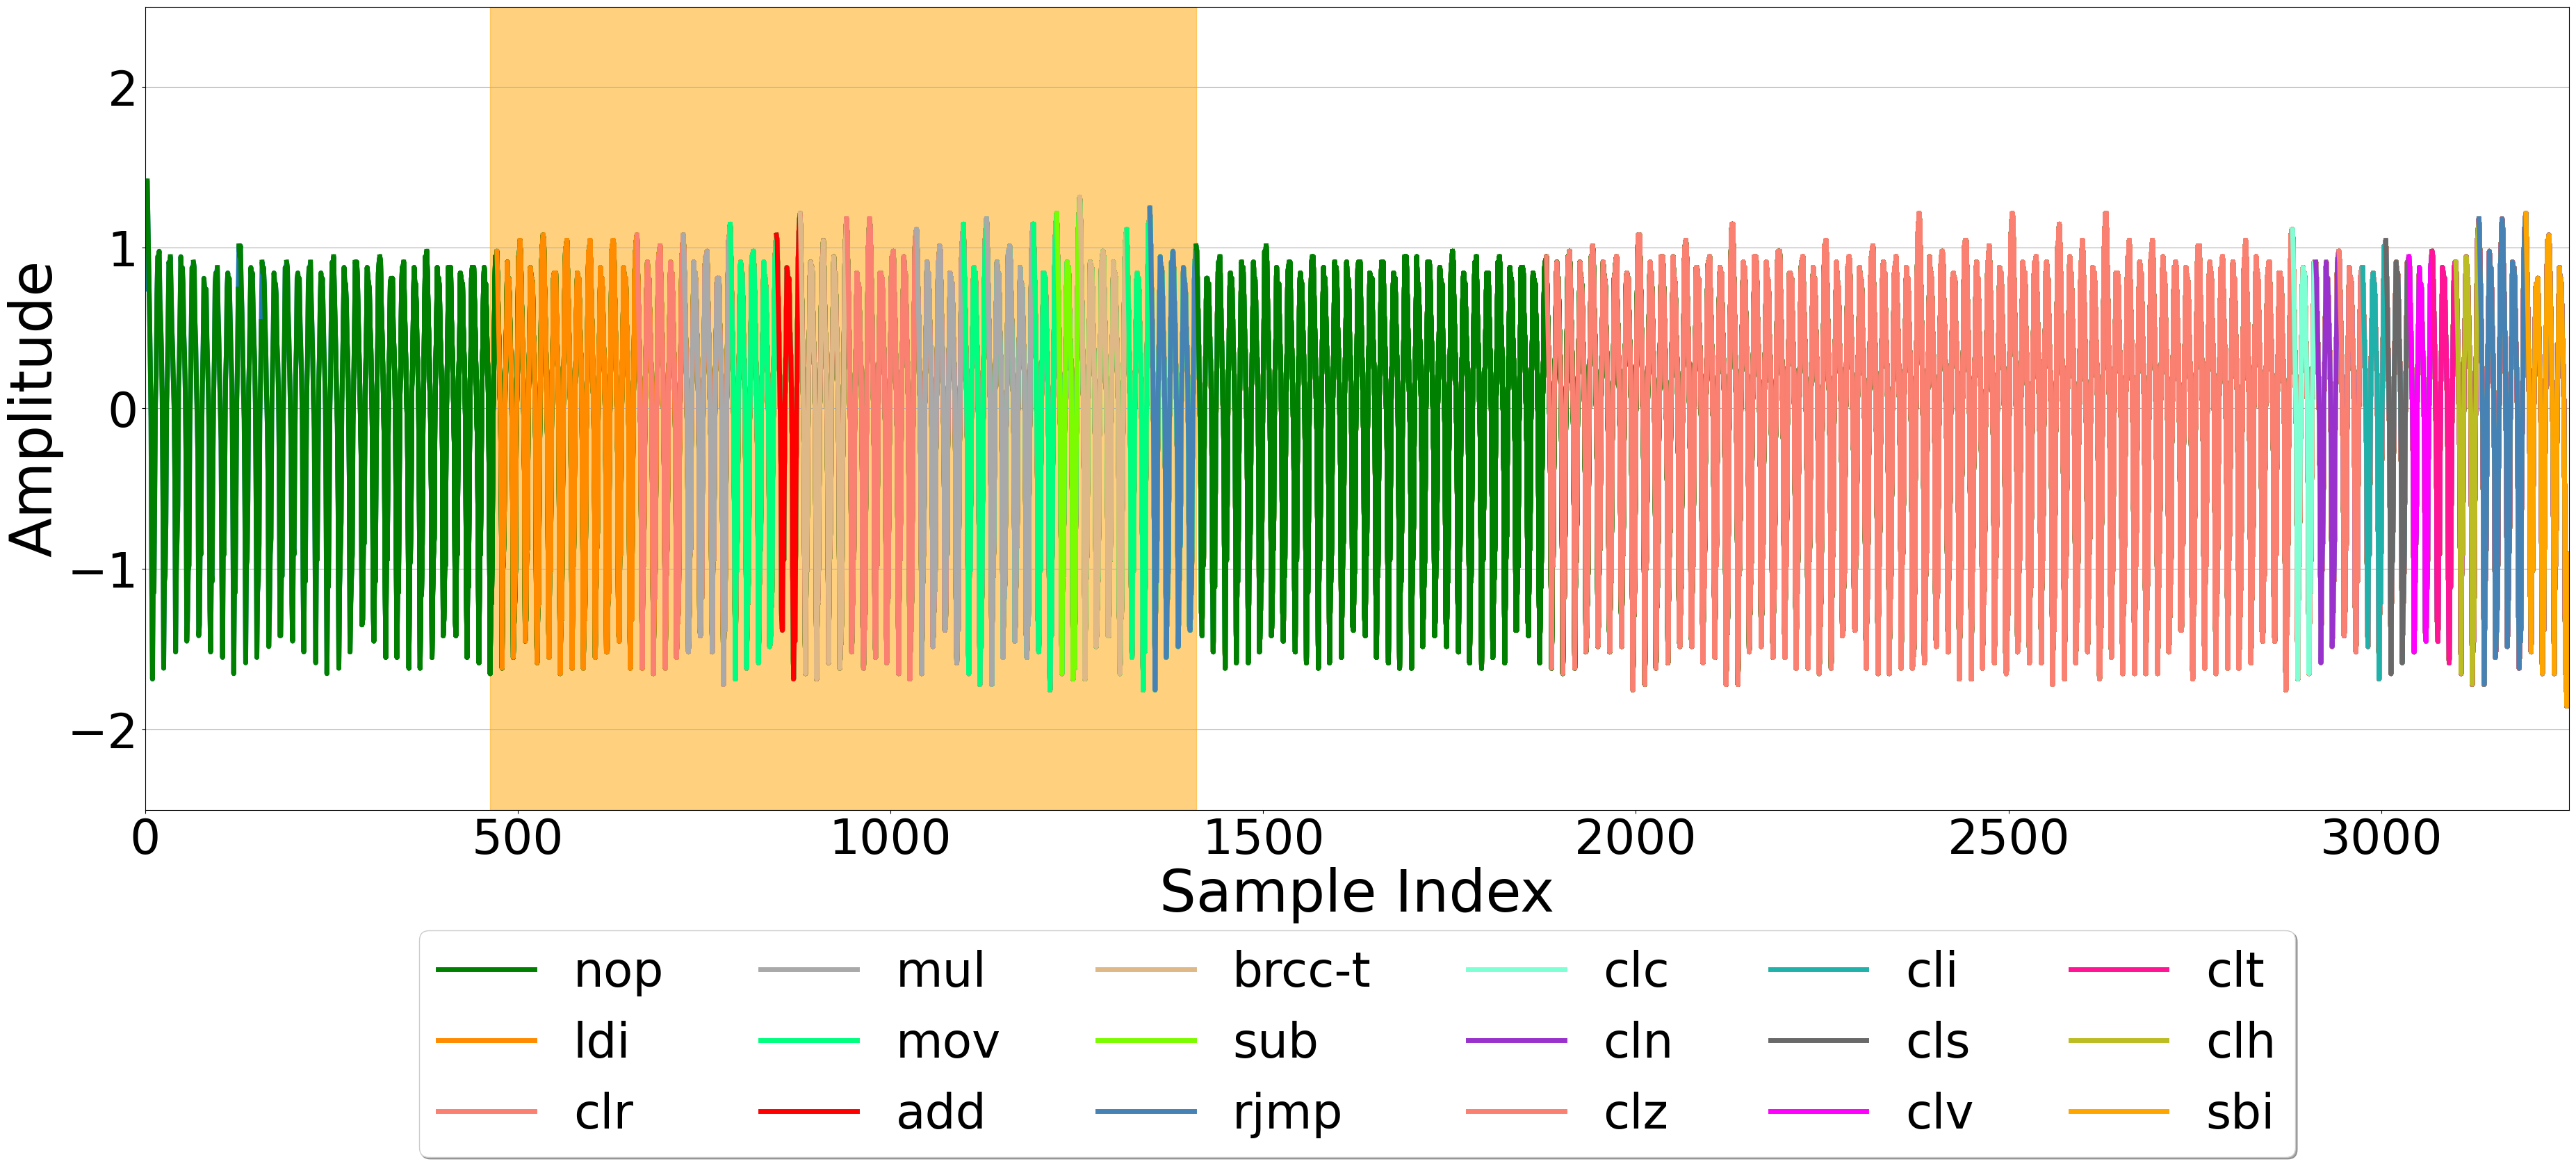 2
1
0
−1
−2
Amplitude
0 500 1000 1500 2000 2500 3000
Sample Index
nop mul brcc-t clc cli clt
ldi mov sub cln cls clh
clr add rjmp clz clv sbi